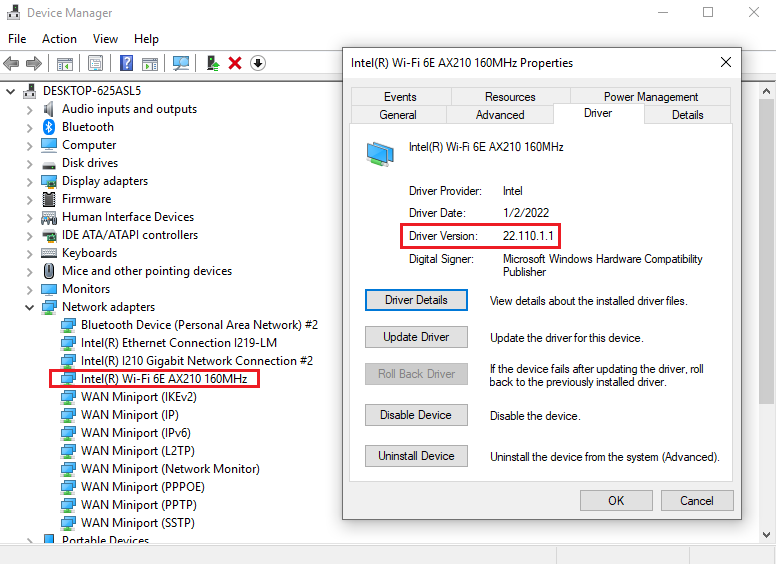 Device Manager
File Action View Help
DESKTOP-625ASL5
Audio inputs and outputs
Bluetooth
Computer
Disk drives
Display adapters
Firmware
Human Interface Devices
IDE ATA/ATAPI controllers
Keyboards
Mice and other pointing devices
Monitors
Network adapters
Bluetooth Device (Personal Area Network) #2
Intel(R) Ethernet Connection I219-LM
Intel(R) I210 Gigabit Network Connection #2
Intel(R) Wi-Fi 6E AX210 160MHz
WAN Miniport (IKEv2)
WAN Miniport (IP)
WAN Miniport (IPv6)
WAN Miniport (L2TP)
WAN Miniport (Network Monitor)
WAN Miniport (PPPOE)
WAN Miniport (PPTP)
WAN Miniport (SSTP)
Portable Devices
Intel(R) Wi-Fi 6E AX210 160MHz Properties
Events Resources Power Management
General Advanced Driver Details
Intel(R) Wi-Fi 6E AX210 160MHz
Driver Provider: Intel
Driver Date: 1/2/2022
Driver Version: 22.110.1.1
Digital Signer: Microsoft Windows Hardware Compatibility
Publisher
Driver Details View details about the installed driver files.
Update Driver Update the driver for this device.
Roll Back Driver If the device fails after updating the driver, roll
back to the previously installed driver.
Disable Device Disable the device.
Uninstall Device Uninstall the device from the system (Advanced).
OK Cancel